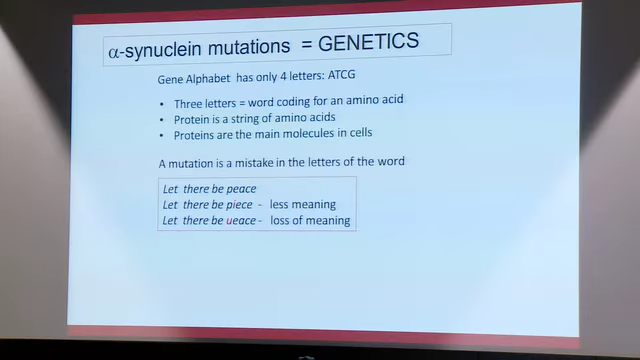 α-synuclein mutations = GENETICS
Gene Alphabet has only 4 letters: ATCG
• Three letters = word coding for an amino acid
• Protein is a string of amino acids
• Proteins are the main molecules in cells
A mutation is a mistake in the letters of the word
Let there be peace
Let there be piece - less meaning
Let there be ueace - loss of meaning